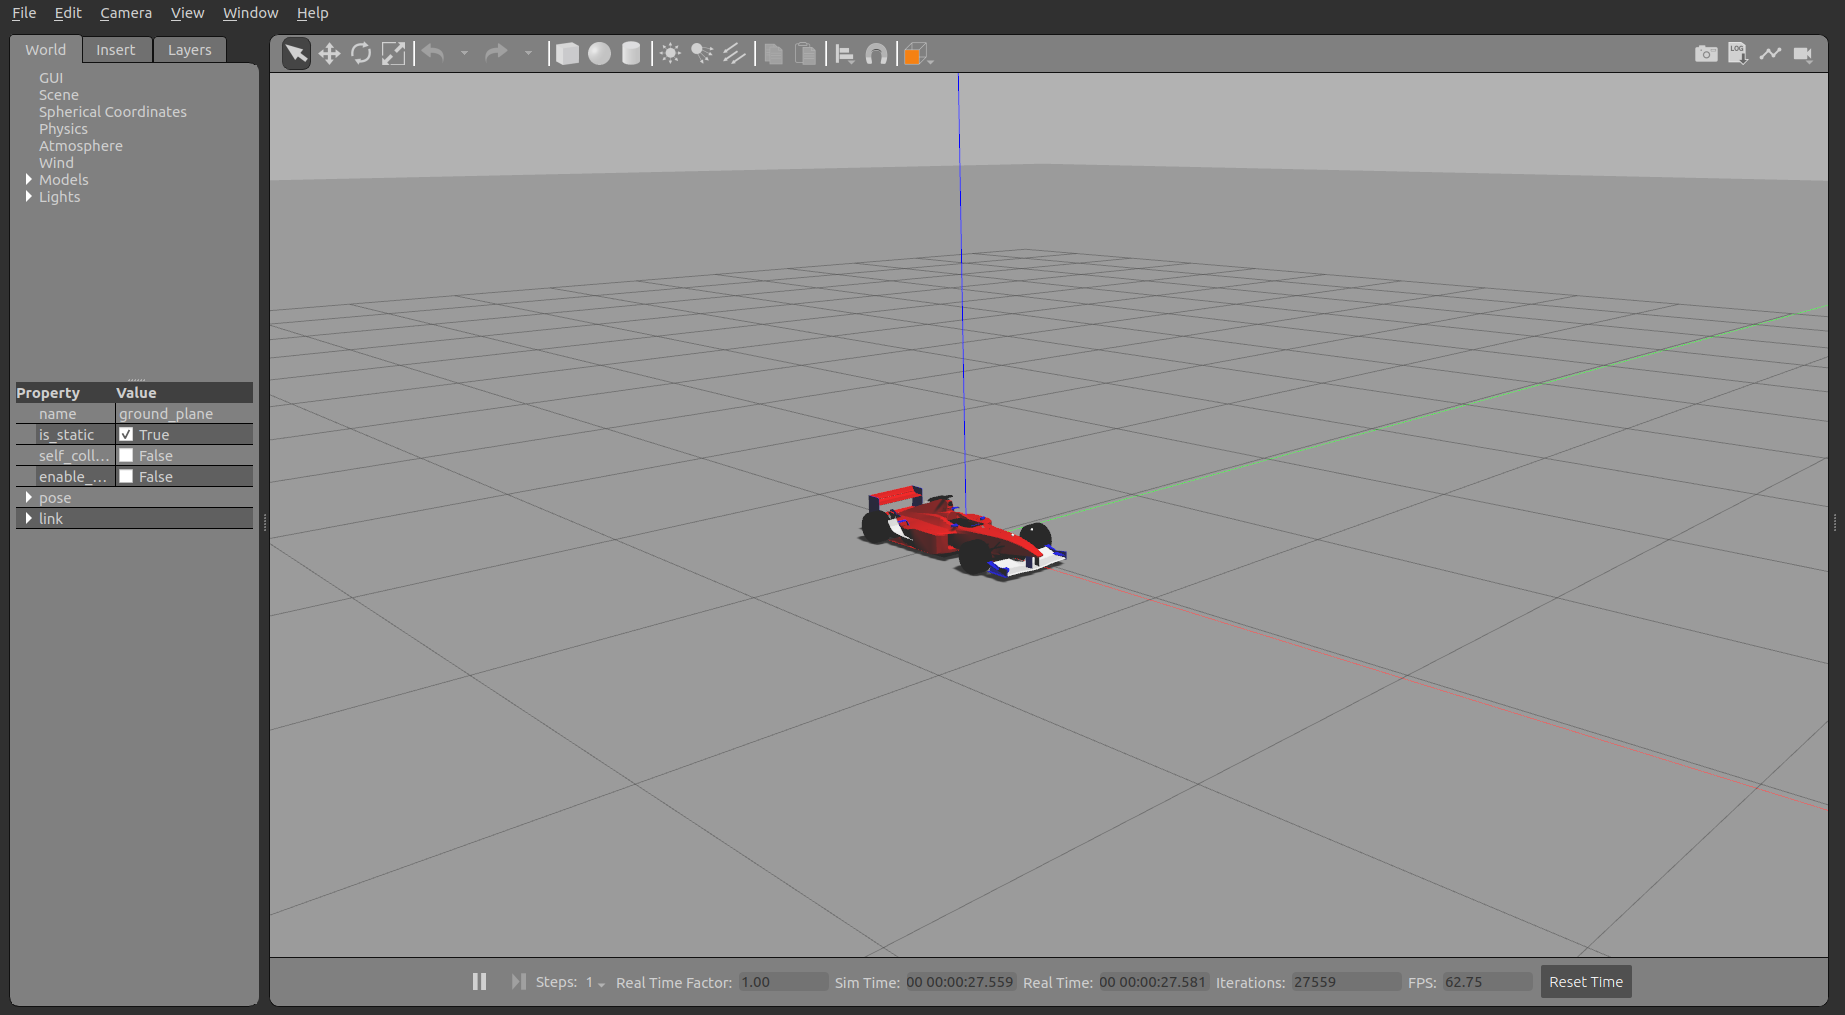 File Edit Camera View Window Help
World Insert Layers
LOG
GUI
Scene
Spherical Coordinates
Physics
Atmosphere
Wind
Models
Lights
Property Value
name ground_plane
is_static True
self_coll... False
enable_... False
pose
link
Steps: 1 Real Time Factor: 1.00 Sim Time: 00 00:00:27.559 Real Time: 00 00:00:27.581 Iterations: 27559 FPS: 62.75 Reset Time